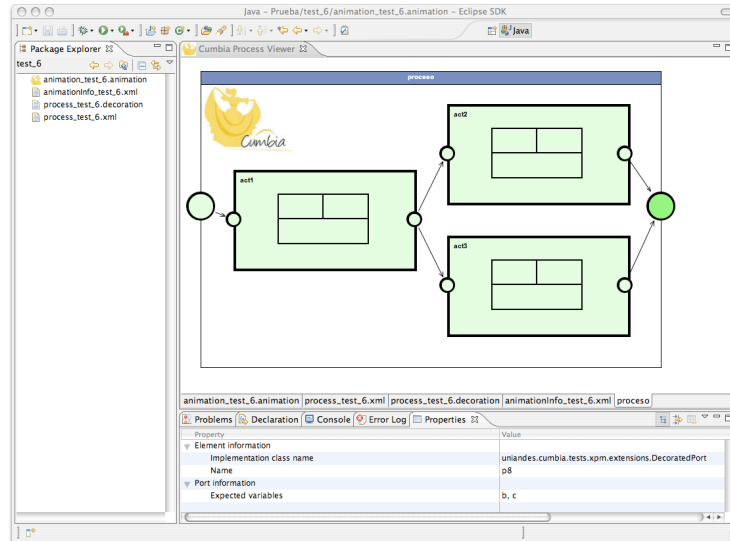 Java - Prueba/test_6/animation_test_6.animation - Eclipse SDK
Java
Package Explorer
Cumbia Process Viewer
test_6
animation_test_6.animation
animationInfo_test_6.xml
process_test_6.decoration
process_test_6.xml
proceso
Cumbia
act1
act2
act3
animation_test_6.animation process_test_6.xml process_test_6.decoration animationInfo_test_6.xml proceso
Problems Declaration Console Error Log Properties
Property Value
Element information
Implementation class name uniandes.cumbia.tests.xpm.extensions.DecoratedPort
Name p8
Port information
Expected variables b, c